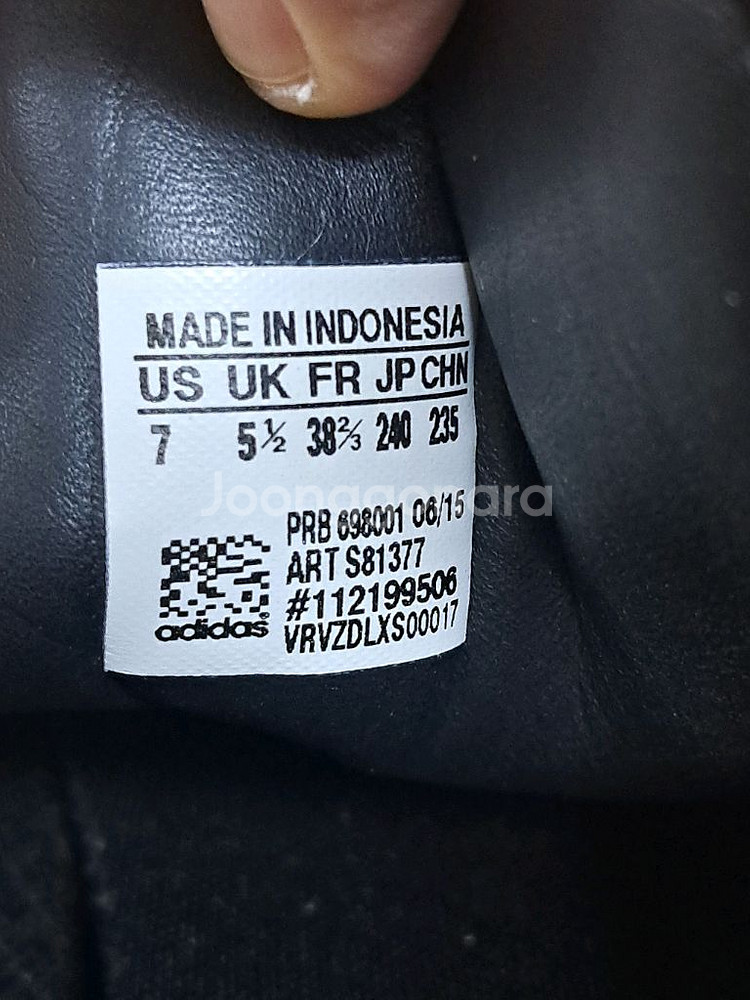 MADE IN INDONESIA
US UK FR JP CHN
7 5½ 38⅔ 240 235
Joonggonara
PRB 698001 06/15
ART S81377
#112199506
VRVZDLXS00017
adidas®